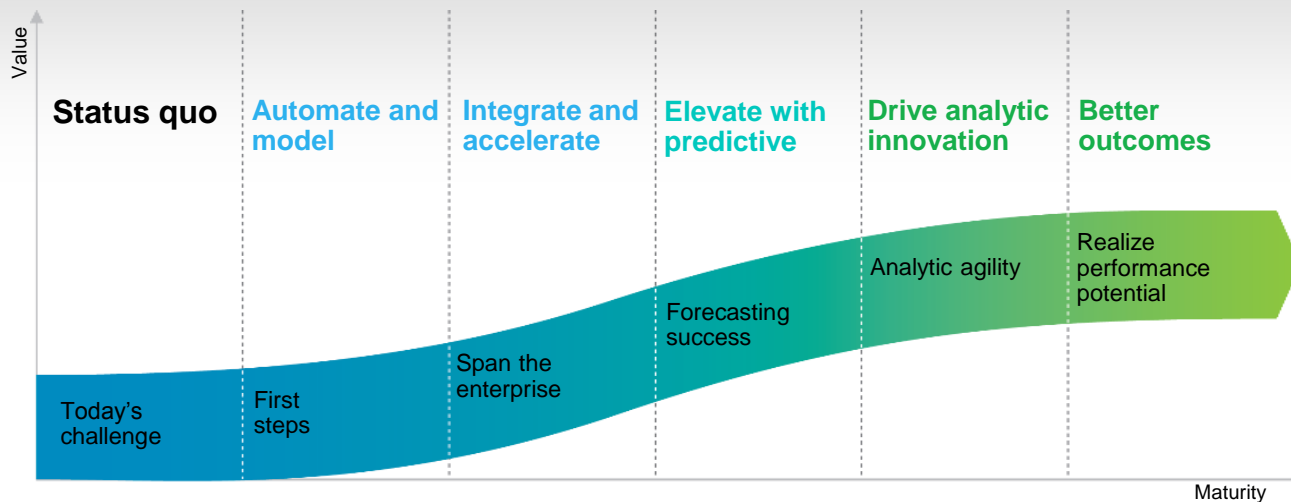 Value
Status quo
Automate and
model
Integrate and
accelerate
Elevate with
predictive
Drive analytic
innovation
Better
outcomes
Today's
challenge
First
steps
Span the
enterprise
Forecasting
success
Analytic agility
Realize
performance
potential
Maturity